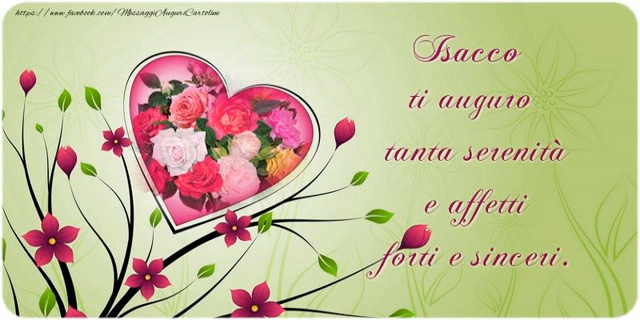 https://www.facebook.com/MessaggiAuguriCartoline
Isacco
ti auguro
tanta serenità
e affetti
forti e sinceri.